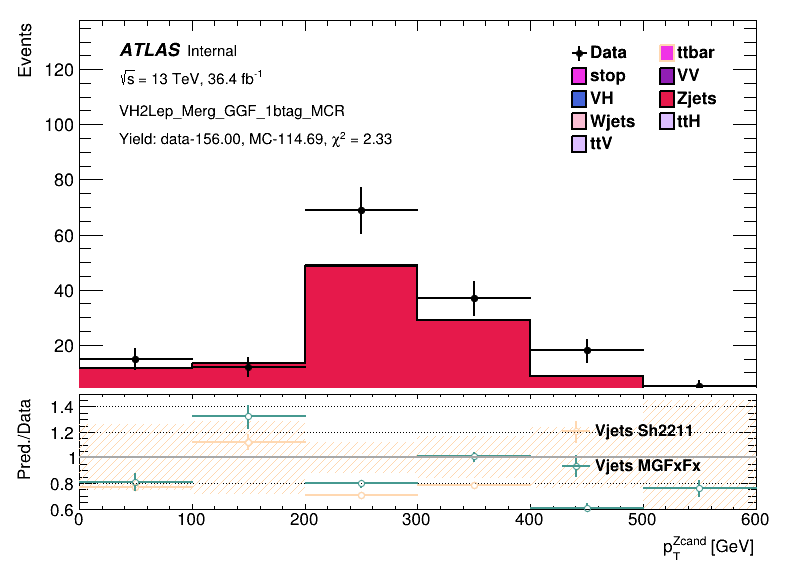 Events
ATLAS Internal
√s = 13 TeV, 36.4 fb⁻¹
VH2Lep_Merg_GGF_1btag_MCR
Yield: data-156.00, MC-114.69, χ² = 2.33
Data
ttbar
stop
VV
VH
Zjets
Wjets
ttH
ttV
120
100
80
60
40
20
Pred./Data
1.4
1.2
1
0.8
0.6
Vjets Sh2211
Vjets MGFxFx
0 100 200 300 400 500 600
p_T^Zcand [GeV]